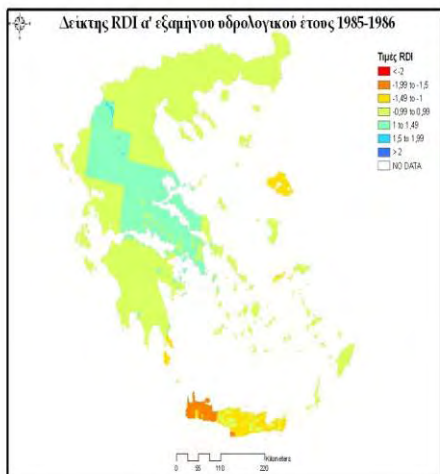 Δείκτης RDI α' εξαμήνου υδρολογικού έτους 1985-1986
Τιμές RDI
< -2
-1,99 to -1,5
-1,49 to -1
-0,99 to 0,99
1 to 1,49
1,5 to 1,99
> 2
NO DATA
Kilometers
0 55 110 220